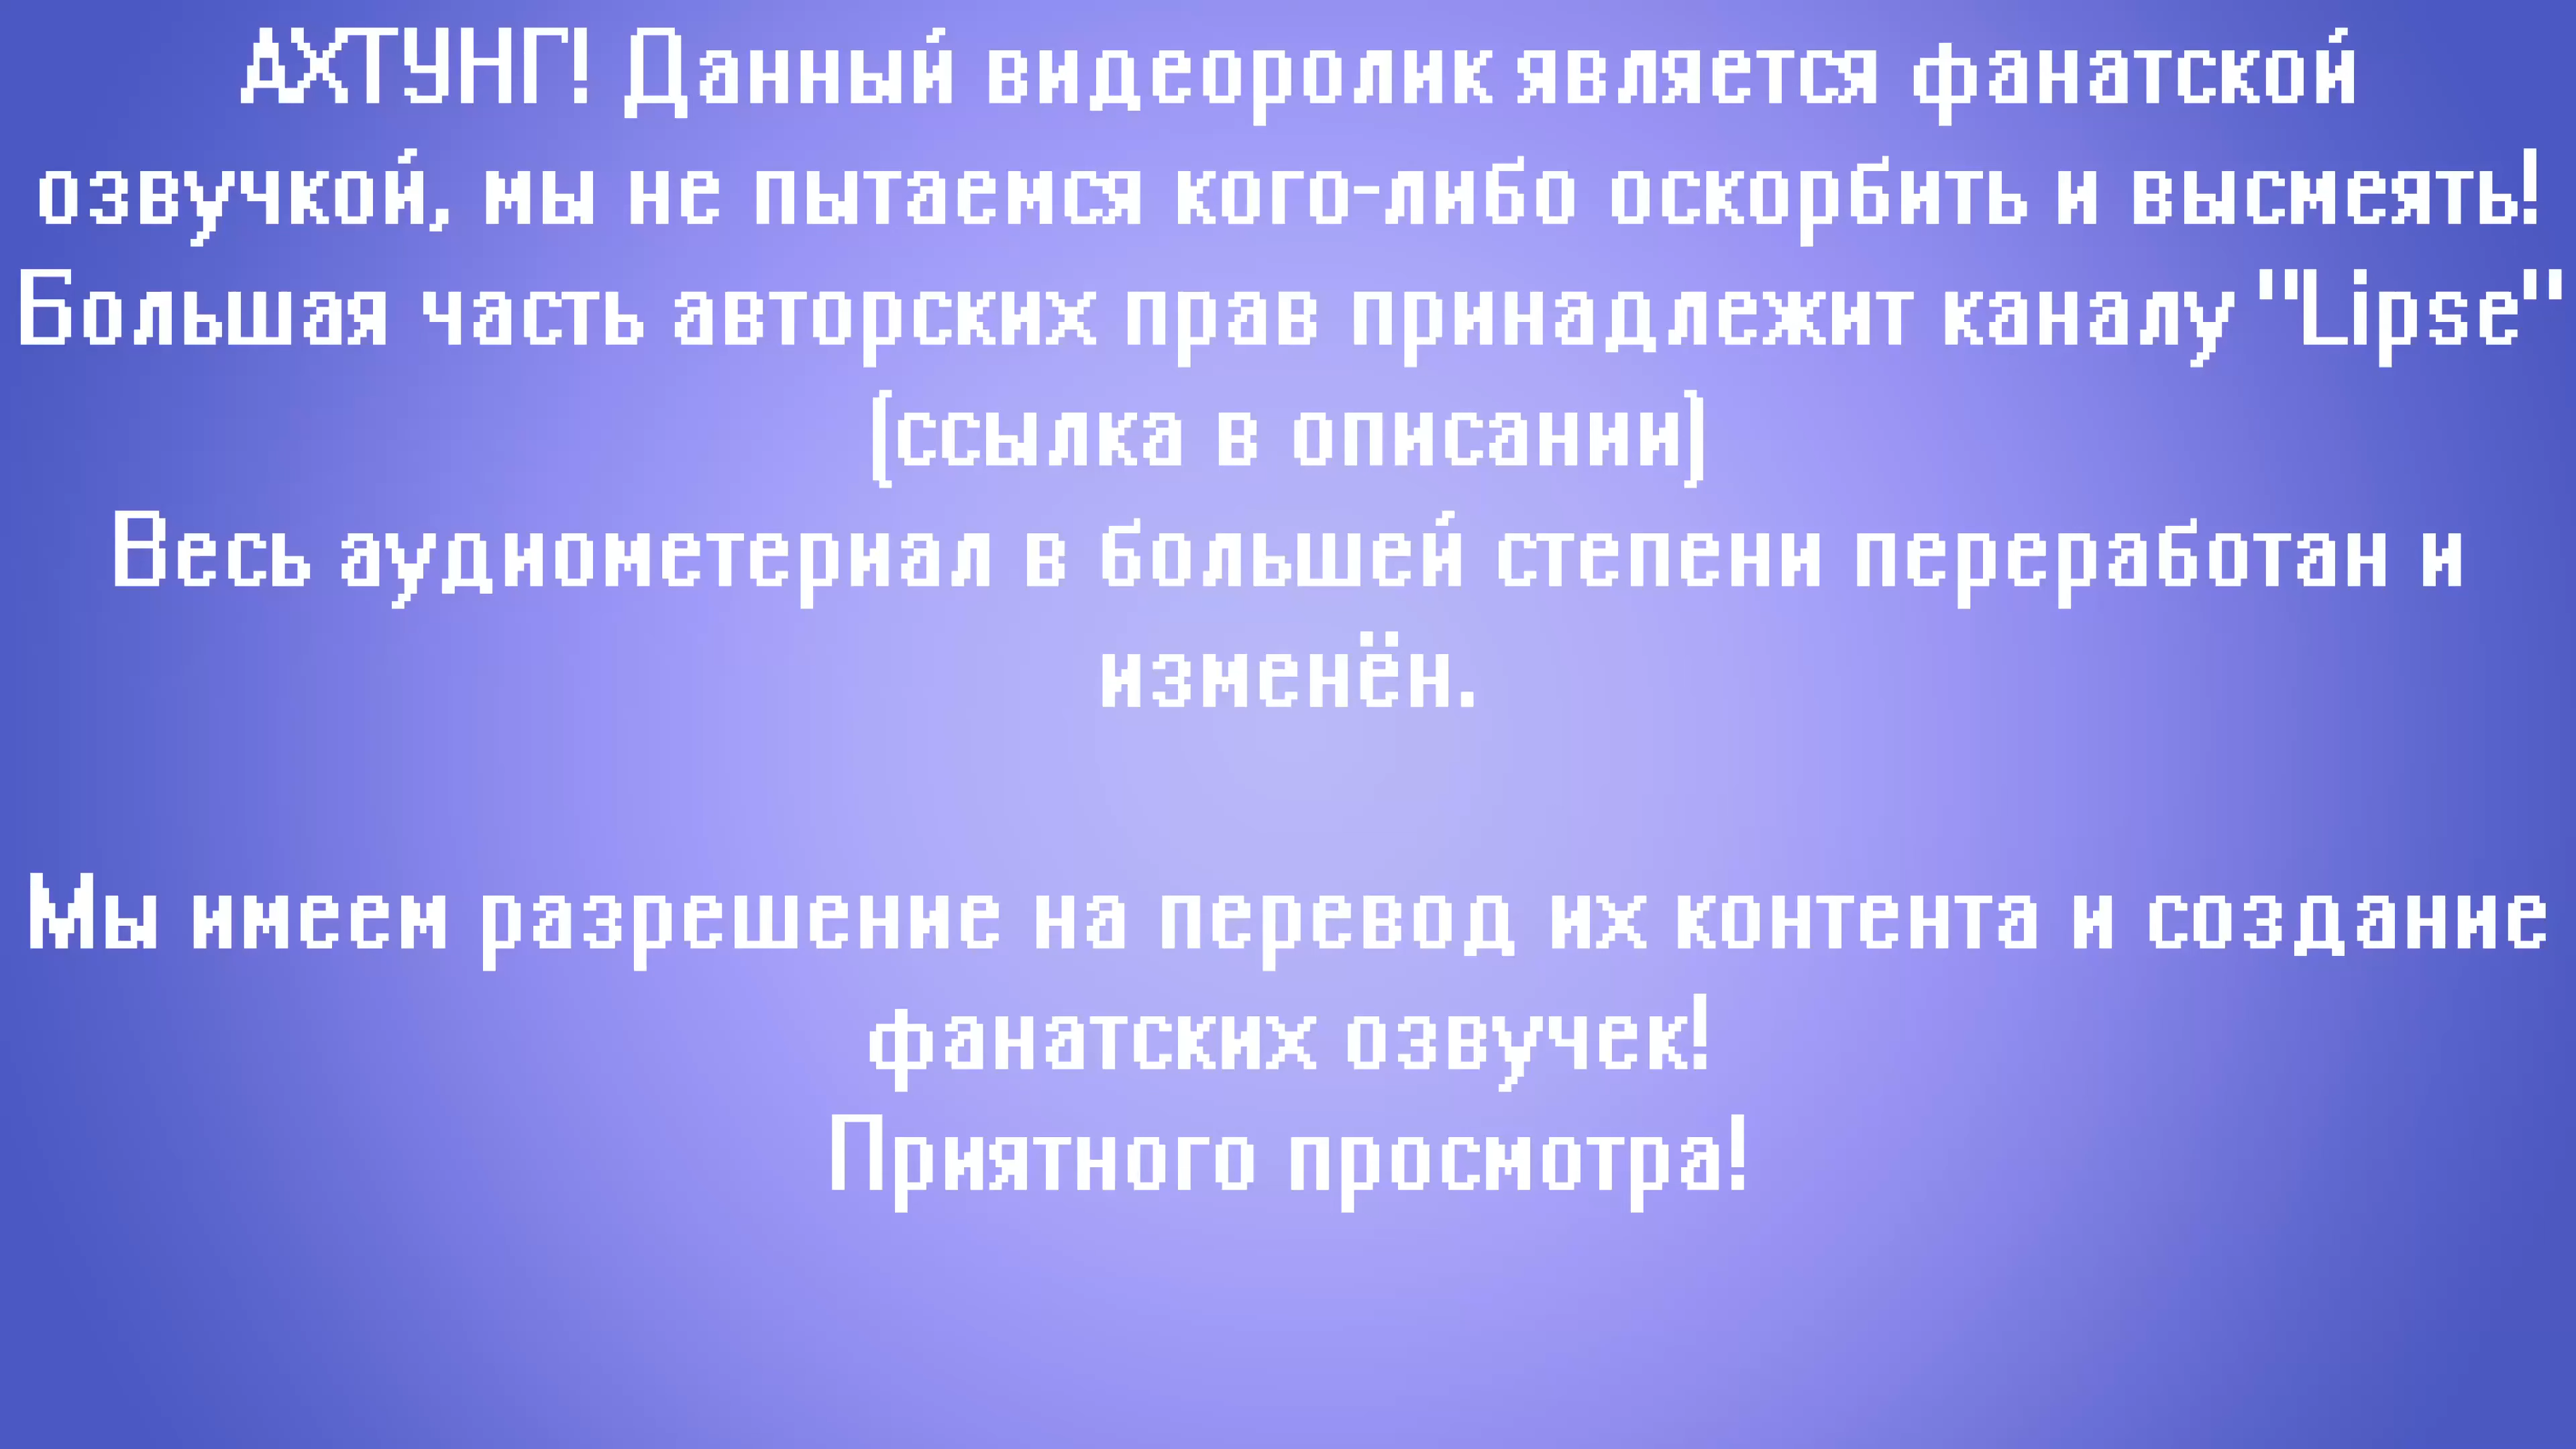 АХТУНГ! Данный видеоролик является фанатской
озвучкой, мы не пытаемся кого-либо оскорбить и высмеять!
Большая часть авторских прав принадлежит каналу "Lipse"
(ссылка в описании)
Весь аудиометериал в большей степени переработан и
изменён.
Мы имеем разрешение на перевод их контента и создание
фанатских озвучек!
Приятного просмотра!